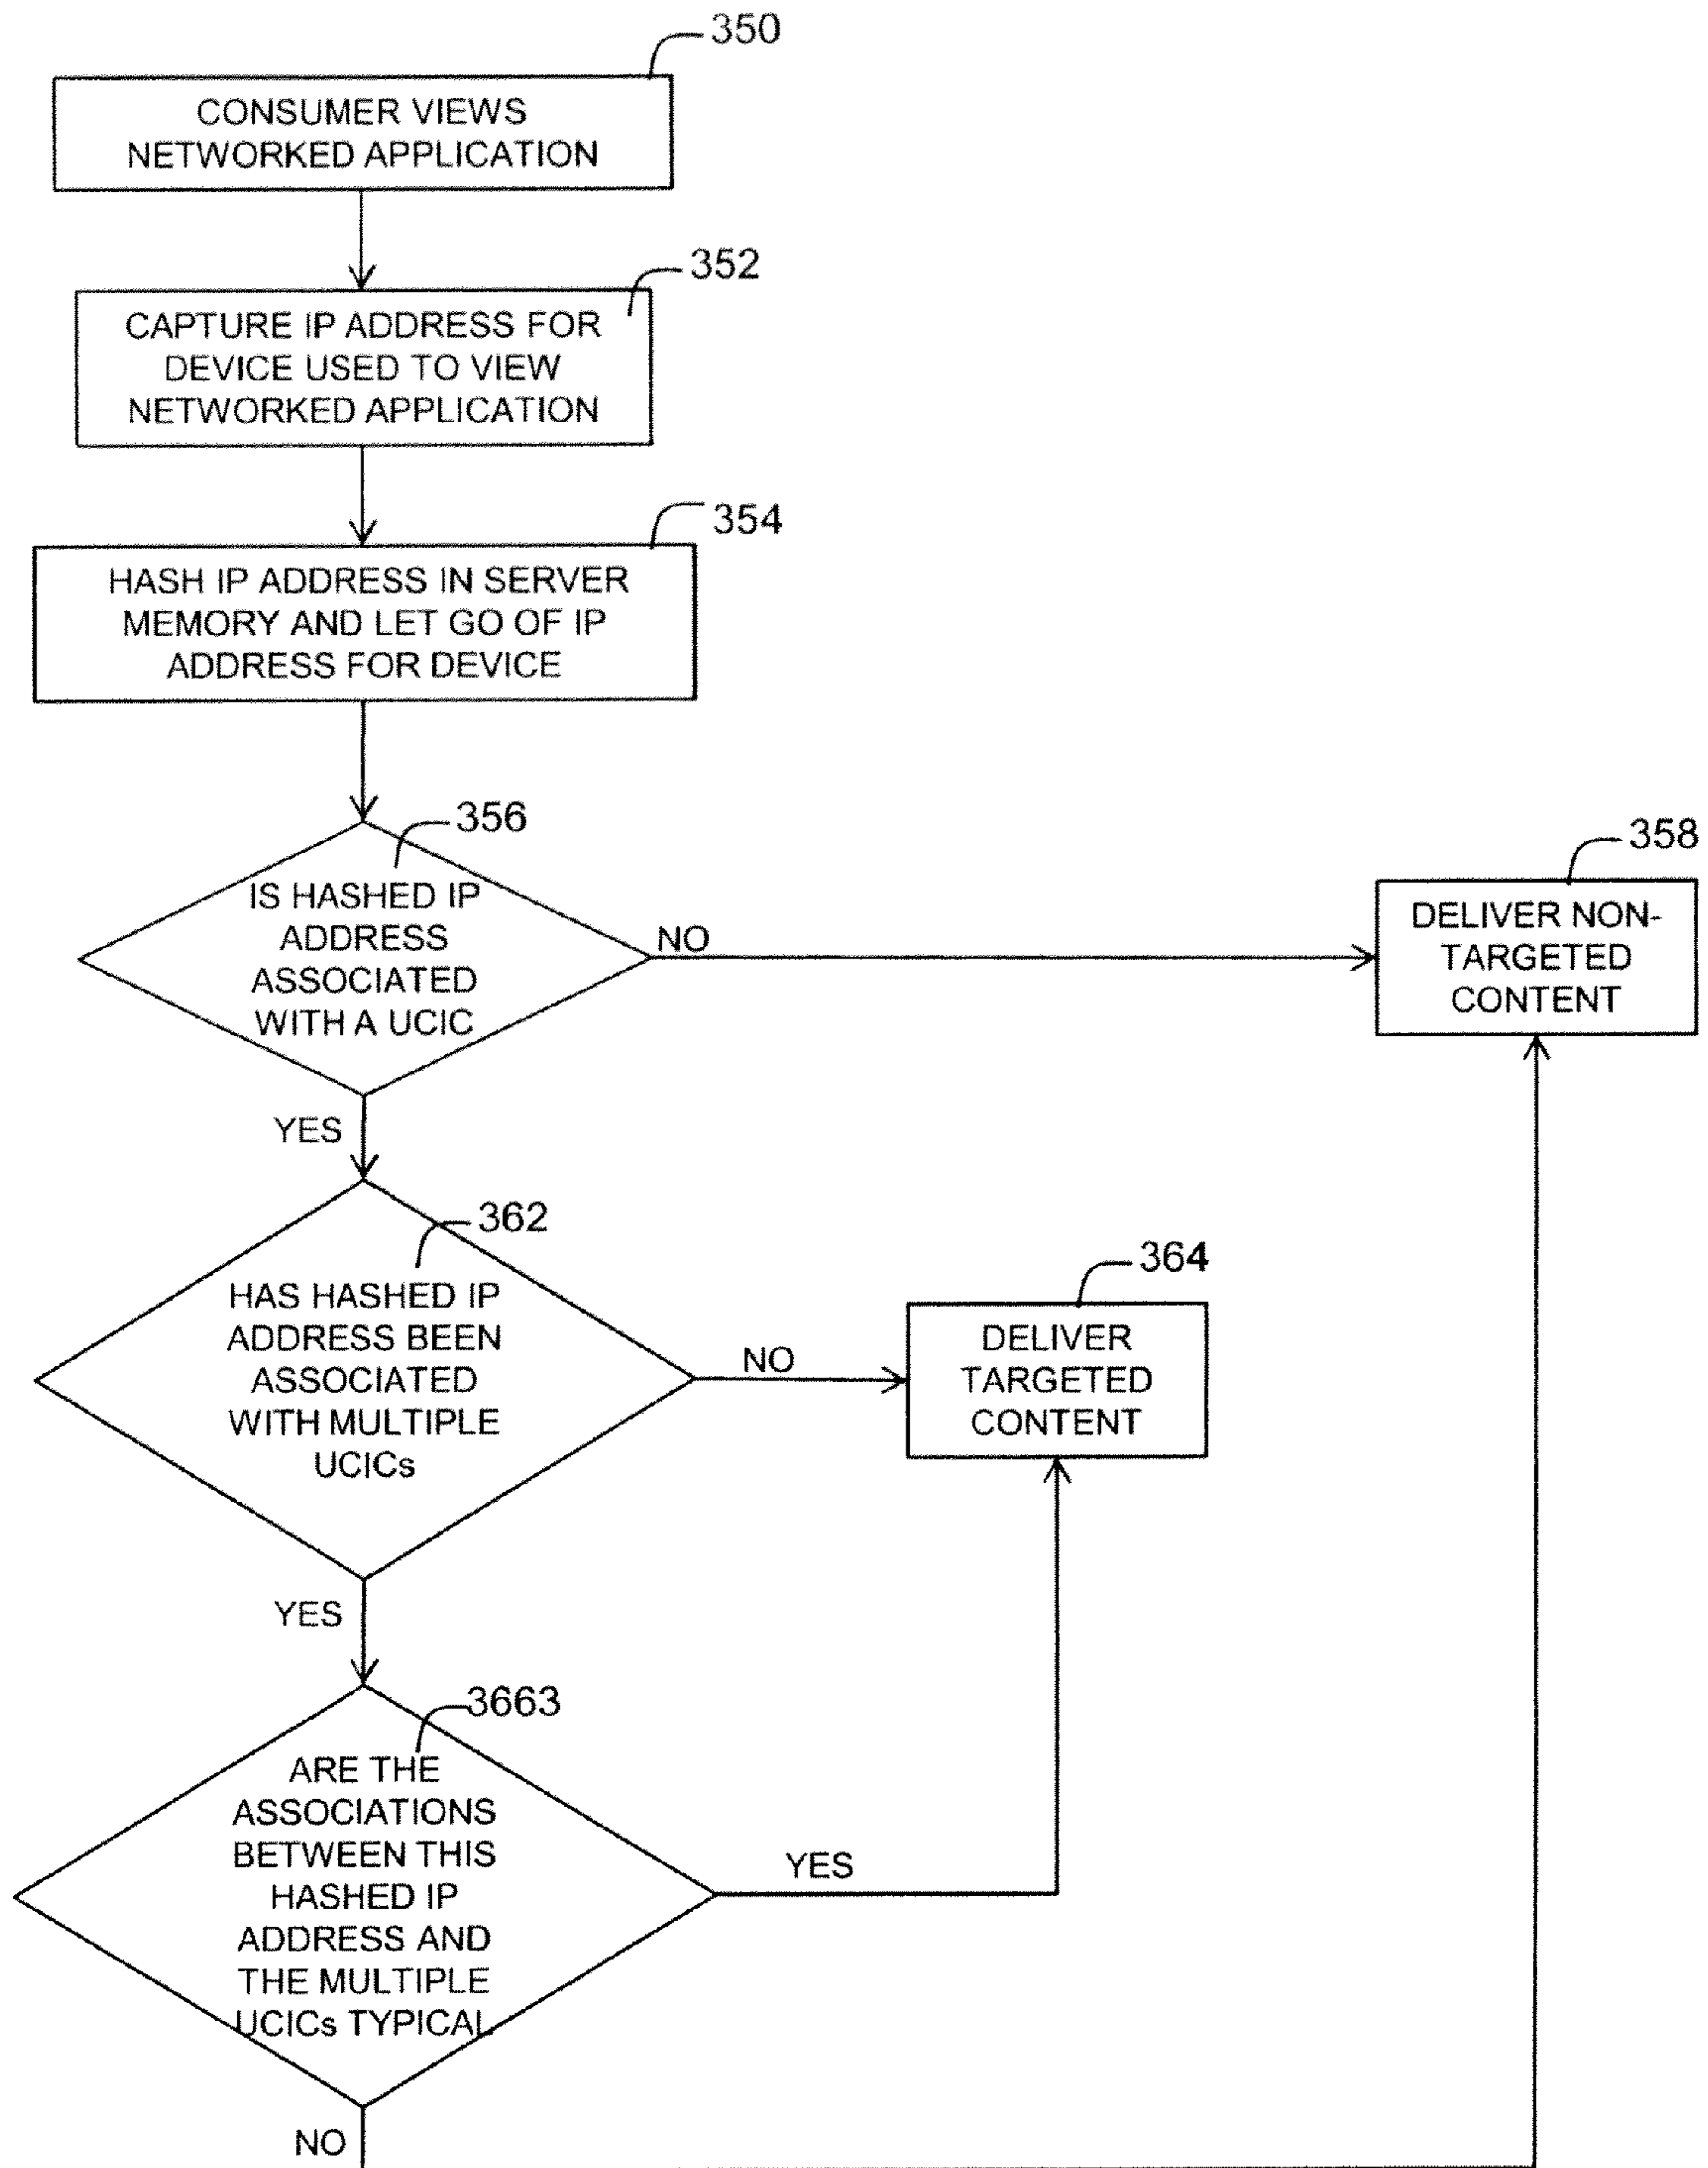 350
CONSUMER VIEWS
NETWORKED APPLICATION
352
CAPTURE IP ADDRESS FOR
DEVICE USED TO VIEW
NETWORKED APPLICATION
354
HASH IP ADDRESS IN SERVER
MEMORY AND LET GO OF IP
ADDRESS FOR DEVICE
356
IS HASHED IP
ADDRESS
ASSOCIATED
WITH A UCIC
NO
358
DELIVER NON-
TARGETED
CONTENT
YES
362
HAS HASHED IP
ADDRESS BEEN
ASSOCIATED
WITH MULTIPLE
UCICs
NO
364
DELIVER
TARGETED
CONTENT
YES
3663
ARE THE
ASSOCIATIONS
BETWEEN THIS
HASHED IP
ADDRESS AND
THE MULTIPLE
UCICs TYPICAL
YES
NO